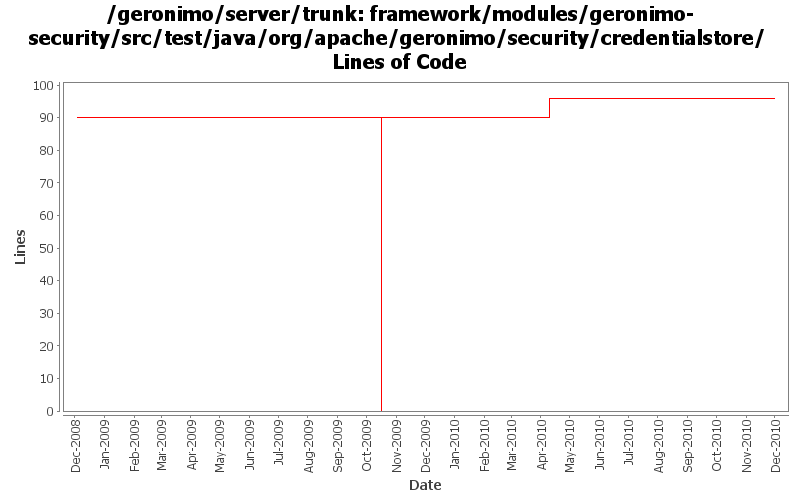 /geronimo/server/trunk: framework/modules/geronimo-
security/src/test/java/org/apache/geronimo/security/credentialstore/
Lines of Code
100
90
80
70
60
50
40
30
20
10
0
Lines
Dec-2008
Jan-2009
Feb-2009
Mar-2009
Apr-2009
May-2009
Jun-2009
Jul-2009
Aug-2009
Sep-2009
Oct-2009
Nov-2009
Dec-2009
Jan-2010
Feb-2010
Mar-2010
Apr-2010
May-2010
Jun-2010
Jul-2010
Aug-2010
Sep-2010
Oct-2010
Nov-2010
Dec-2010
Date